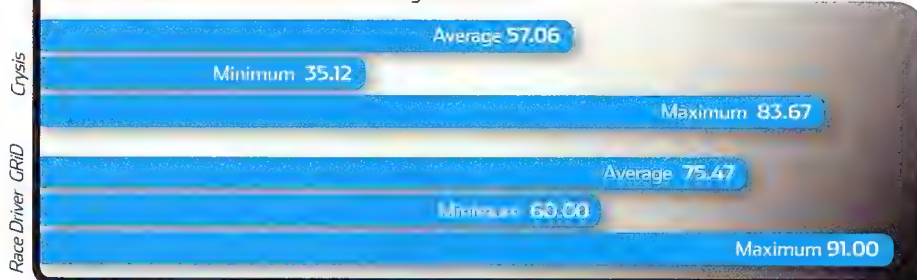 Crysis
Average 57.06
Minimum 35.12
Maximum 83.67
Race Driver GRiD
Average 75.47
Minimum 60.00
Maximum 91.00